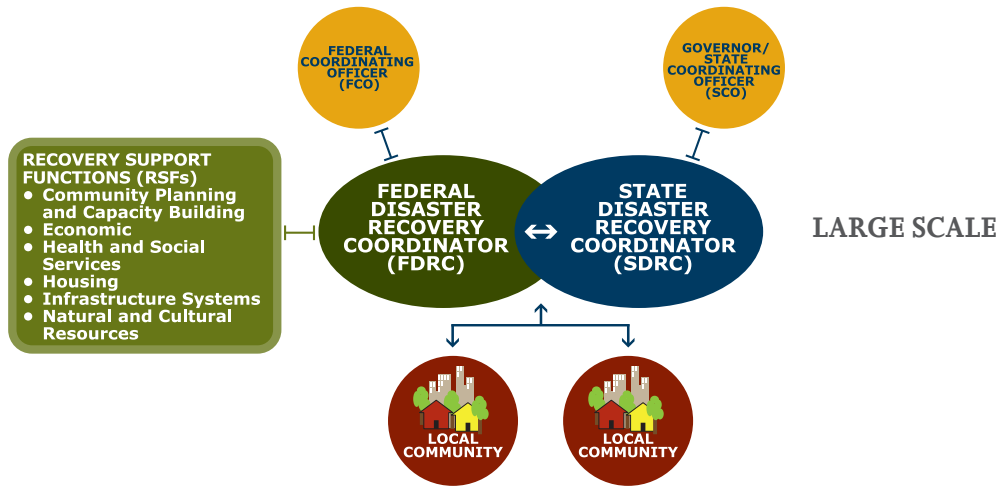 FEDERAL
COORDINATING
OFFICER
(FCO)
GOVERNOR/
STATE
COORDINATING
OFFICER
(SCO)
RECOVERY SUPPORT
FUNCTIONS (RSFs)
● Community Planning
and Capacity Building
● Economic
● Health and Social
Services
● Housing
● Infrastructure Systems
● Natural and Cultural
Resources
FEDERAL
DISASTER
RECOVERY
COORDINATOR
(FDRC)
STATE
DISASTER
RECOVERY
COORDINATOR
(SDRC)
LARGE SCALE
LOCAL
COMMUNITY
LOCAL
COMMUNITY